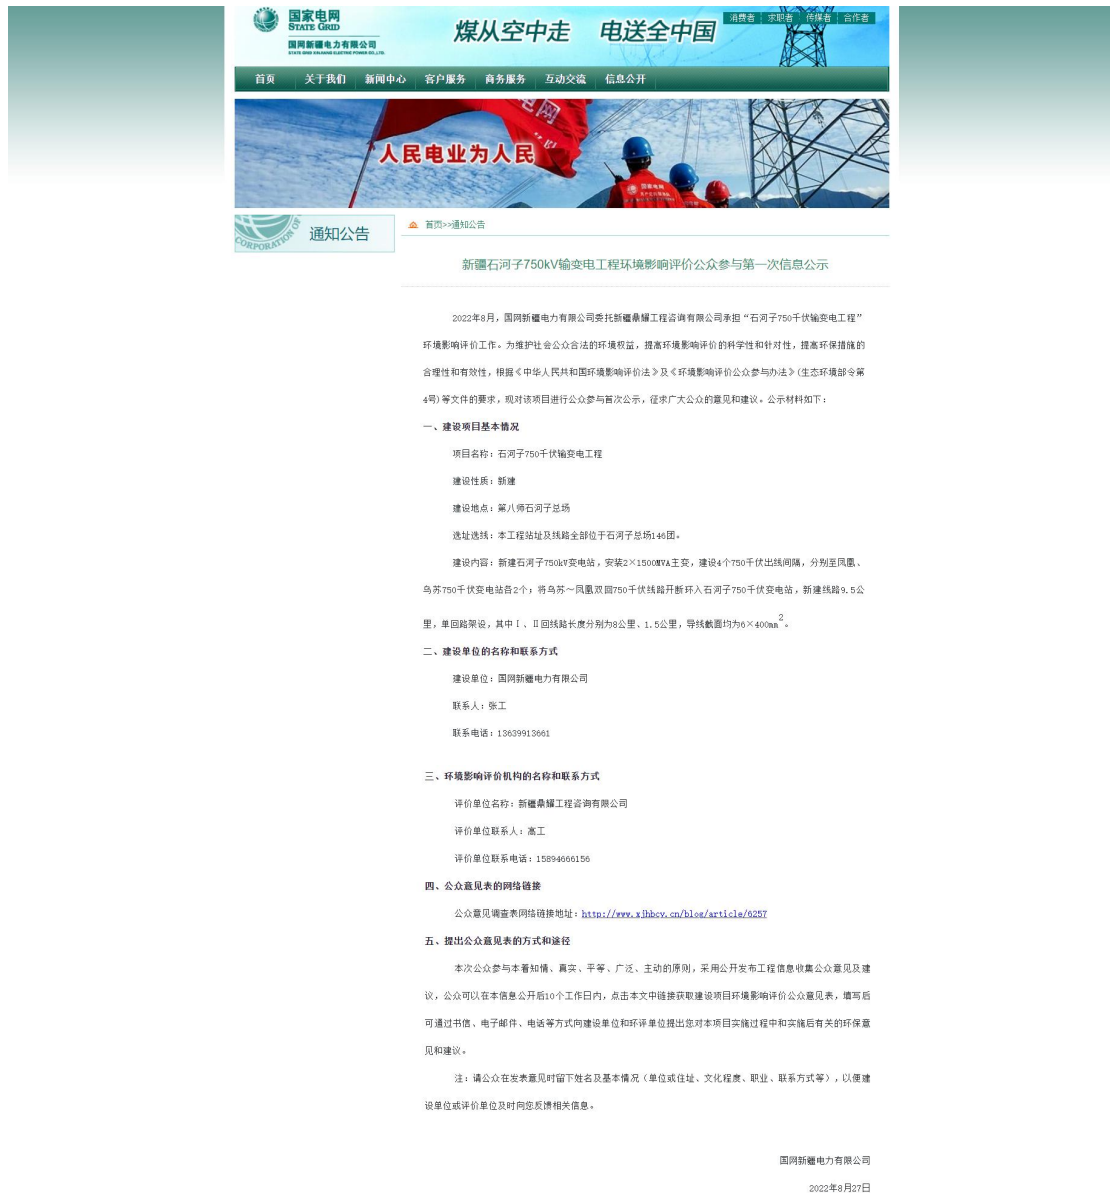 国家电网
STATE GRID
国网新疆电力有限公司
STATE GRID XINJIANG ELECTRIC POWER CO.,LTD.
煤从空中走 电送全中国
消费者 求职者 传媒者 合作者
首页 关于我们 新闻中心 客户服务 商务服务 互动交流 信息公开
人民电业为人民
国家电网
CORPORATION OF
通知公告
首页>>通知公告
新疆石河子750kV输变电工程环境影响评价公众参与第一次信息公示
2022年8月，国网新疆电力有限公司委托新疆鼎耀工程咨询有限公司承担“石河子750千伏输变电工程”
环境影响评价工作。为维护社会公众合法的环境权益，提高环境影响评价的科学性和针对性，提高环保措施的
合理性和有效性，根据《中华人民共和国环境影响评价法》及《环境影响评价公众参与办法》(生态环境部令第
4号)等文件的要求，现对该项目进行公众参与首次公示，征求广大公众的意见和建议。公示材料如下：
一、建设项目基本情况
项目名称：石河子750千伏输变电工程
建设性质：新建
建设地点：第八师石河子总场
选址选线：本工程站址及线路全部位于石河子总场146团。
建设内容：新建石河子750kV变电站，安装2×1500MVA主变，建设4个750千伏出线间隔，分别至凤凰、
乌苏750千伏变电站各2个；将乌苏～凤凰双回750千伏线路开断环入石河子750千伏变电站，新建线路9.5公
里，单回路架设，其中Ⅰ、Ⅱ回线路长度分别为8公里、1.5公里，导线截面均为6×400mm²。
二、建设单位的名称和联系方式
建设单位：国网新疆电力有限公司
联系人：张工
联系电话：13639913661
三、环境影响评价机构的名称和联系方式
评价单位名称：新疆鼎耀工程咨询有限公司
评价单位联系人：高工
评价单位联系电话：15894666156
四、公众意见表的网络链接
公众意见调查表网络链接地址：http://www.xjhbcy.cn/blog/article/6257
五、提出公众意见表的方式和途径
本次公众参与本着知情、真实、平等、广泛、主动的原则，采用公开发布工程信息收集公众意见及建
议，公众可以在本信息公开后10个工作日内，点击本文中链接获取建设项目环境影响评价公众意见表，填写后
可通过书信、电子邮件、电话等方式向建设单位和环评单位提出您对本项目实施过程中和实施后有关的环保意
见和建议。
注：请公众在发表意见时留下姓名及基本情况（单位或住址、文化程度、职业、联系方式等），以便建
设单位或评价单位及时向您反馈相关信息。
国网新疆电力有限公司
2022年8月27日